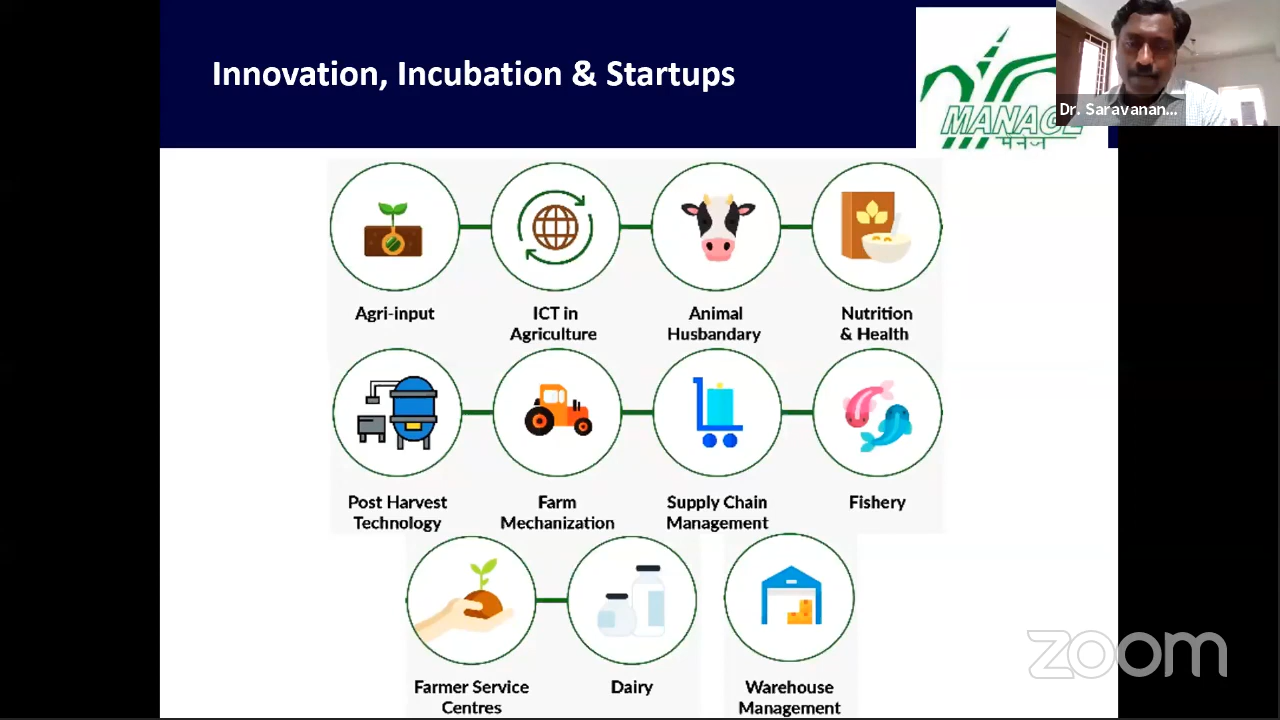 Innovation, Incubation & Startups
MANAGE
मैनेज
Dr. Saravanan...
Agri-input
ICT in
Agriculture
Animal
Husbandary
Nutrition
& Health
Post Harvest
Technology
Farm
Mechanization
Supply Chain
Management
Fishery
Farmer Service
Centres
Dairy
Warehouse
Management
zoom